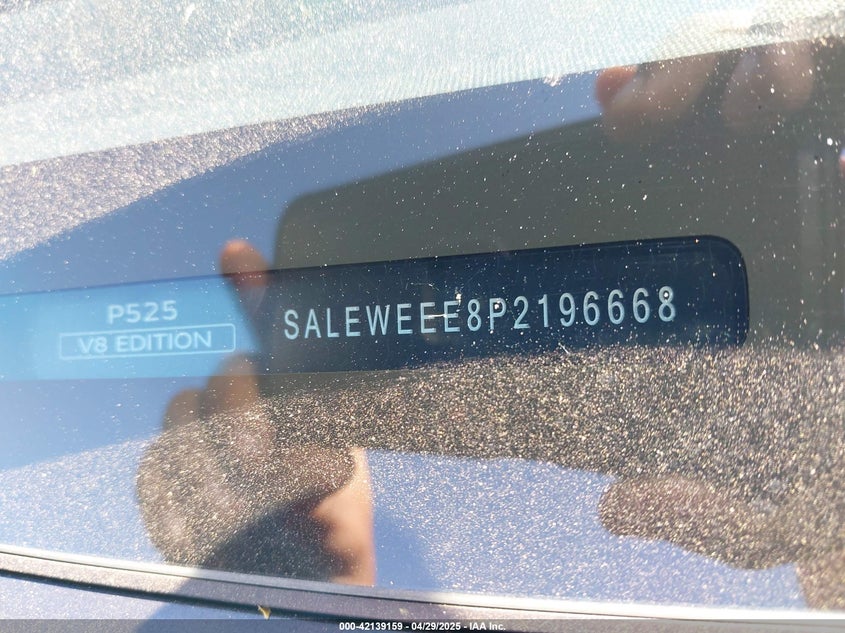 P525
V8 EDITION
SALEWEEE8P2196668
000-42139159 - 04/29/2025 - IAA Inc.